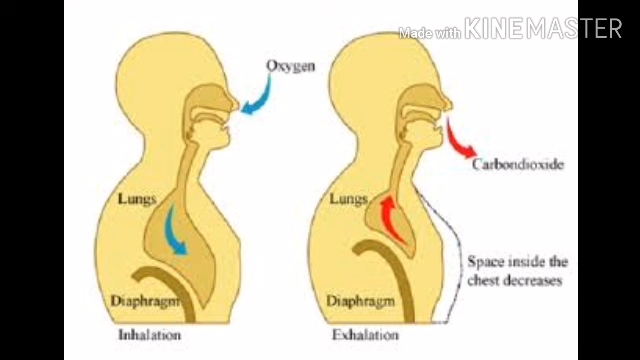 Made with KINEMASTER
Oxygen
Carbondioxide
Lungs
Lungs
Space inside the
chest decreases
Diaphragm
Diaphragm
Inhalation
Exhalation